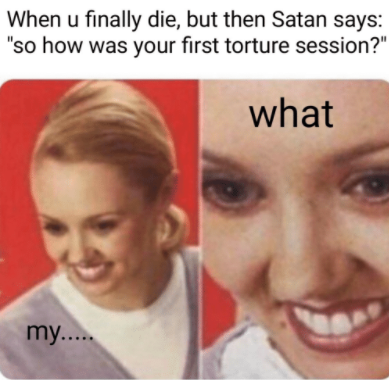 When u finally die, but then Satan says:
"so how was your first torture session?"
what
my.....